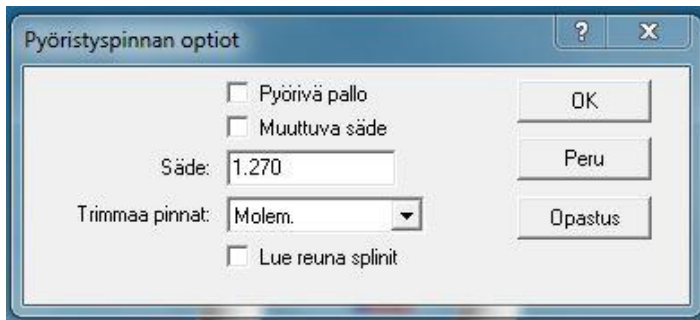 Pyöristyspinnan optiot
?
X
Pyörivä pallo
OK
Muuttuva säde
Säde: 1.270
Peru
Trimmaa pinnat: Molem.
Opastus
Lue reuna splinit